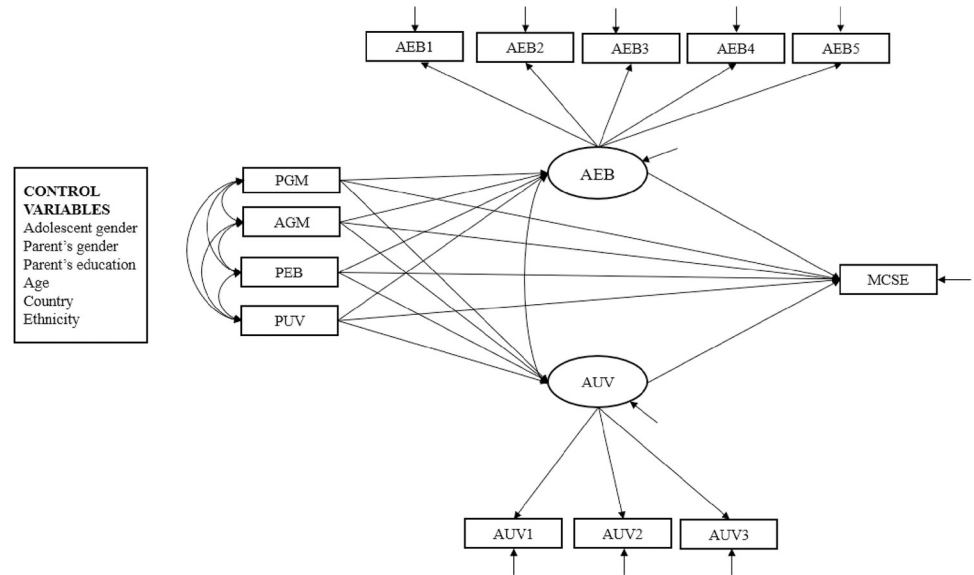 AEB1 AEB2 AEB3 AEB4 AEB5
CONTROL
VARIABLES
Adolescent gender
Parent's gender
Parent's education
Age
Country
Ethnicity
PGM
AGM
PEB
PUV
AEB
AUV
MCSE
AUV1 AUV2 AUV3